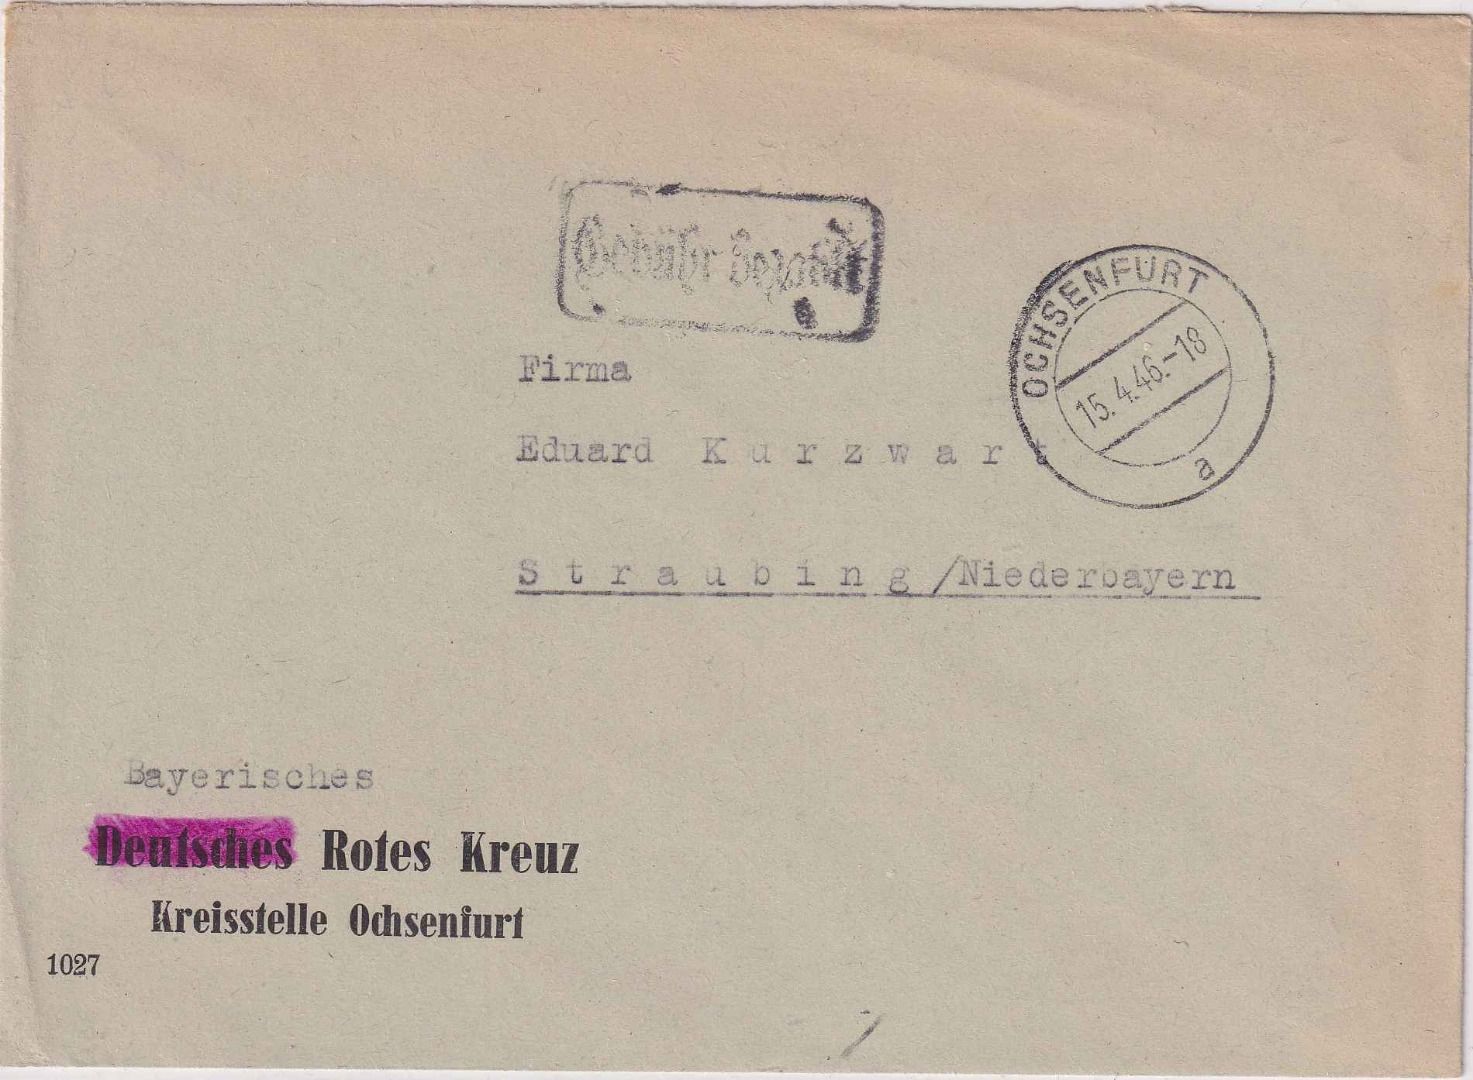 Gebühr bezahlt
OCHSENFURT
15.4.46.-18
a
Firma
Eduard Kurzwart
Straubing/Niederbayern
Bayerisches
Deutsches Rotes Kreuz
Kreisstelle Ochsenfurt
1027